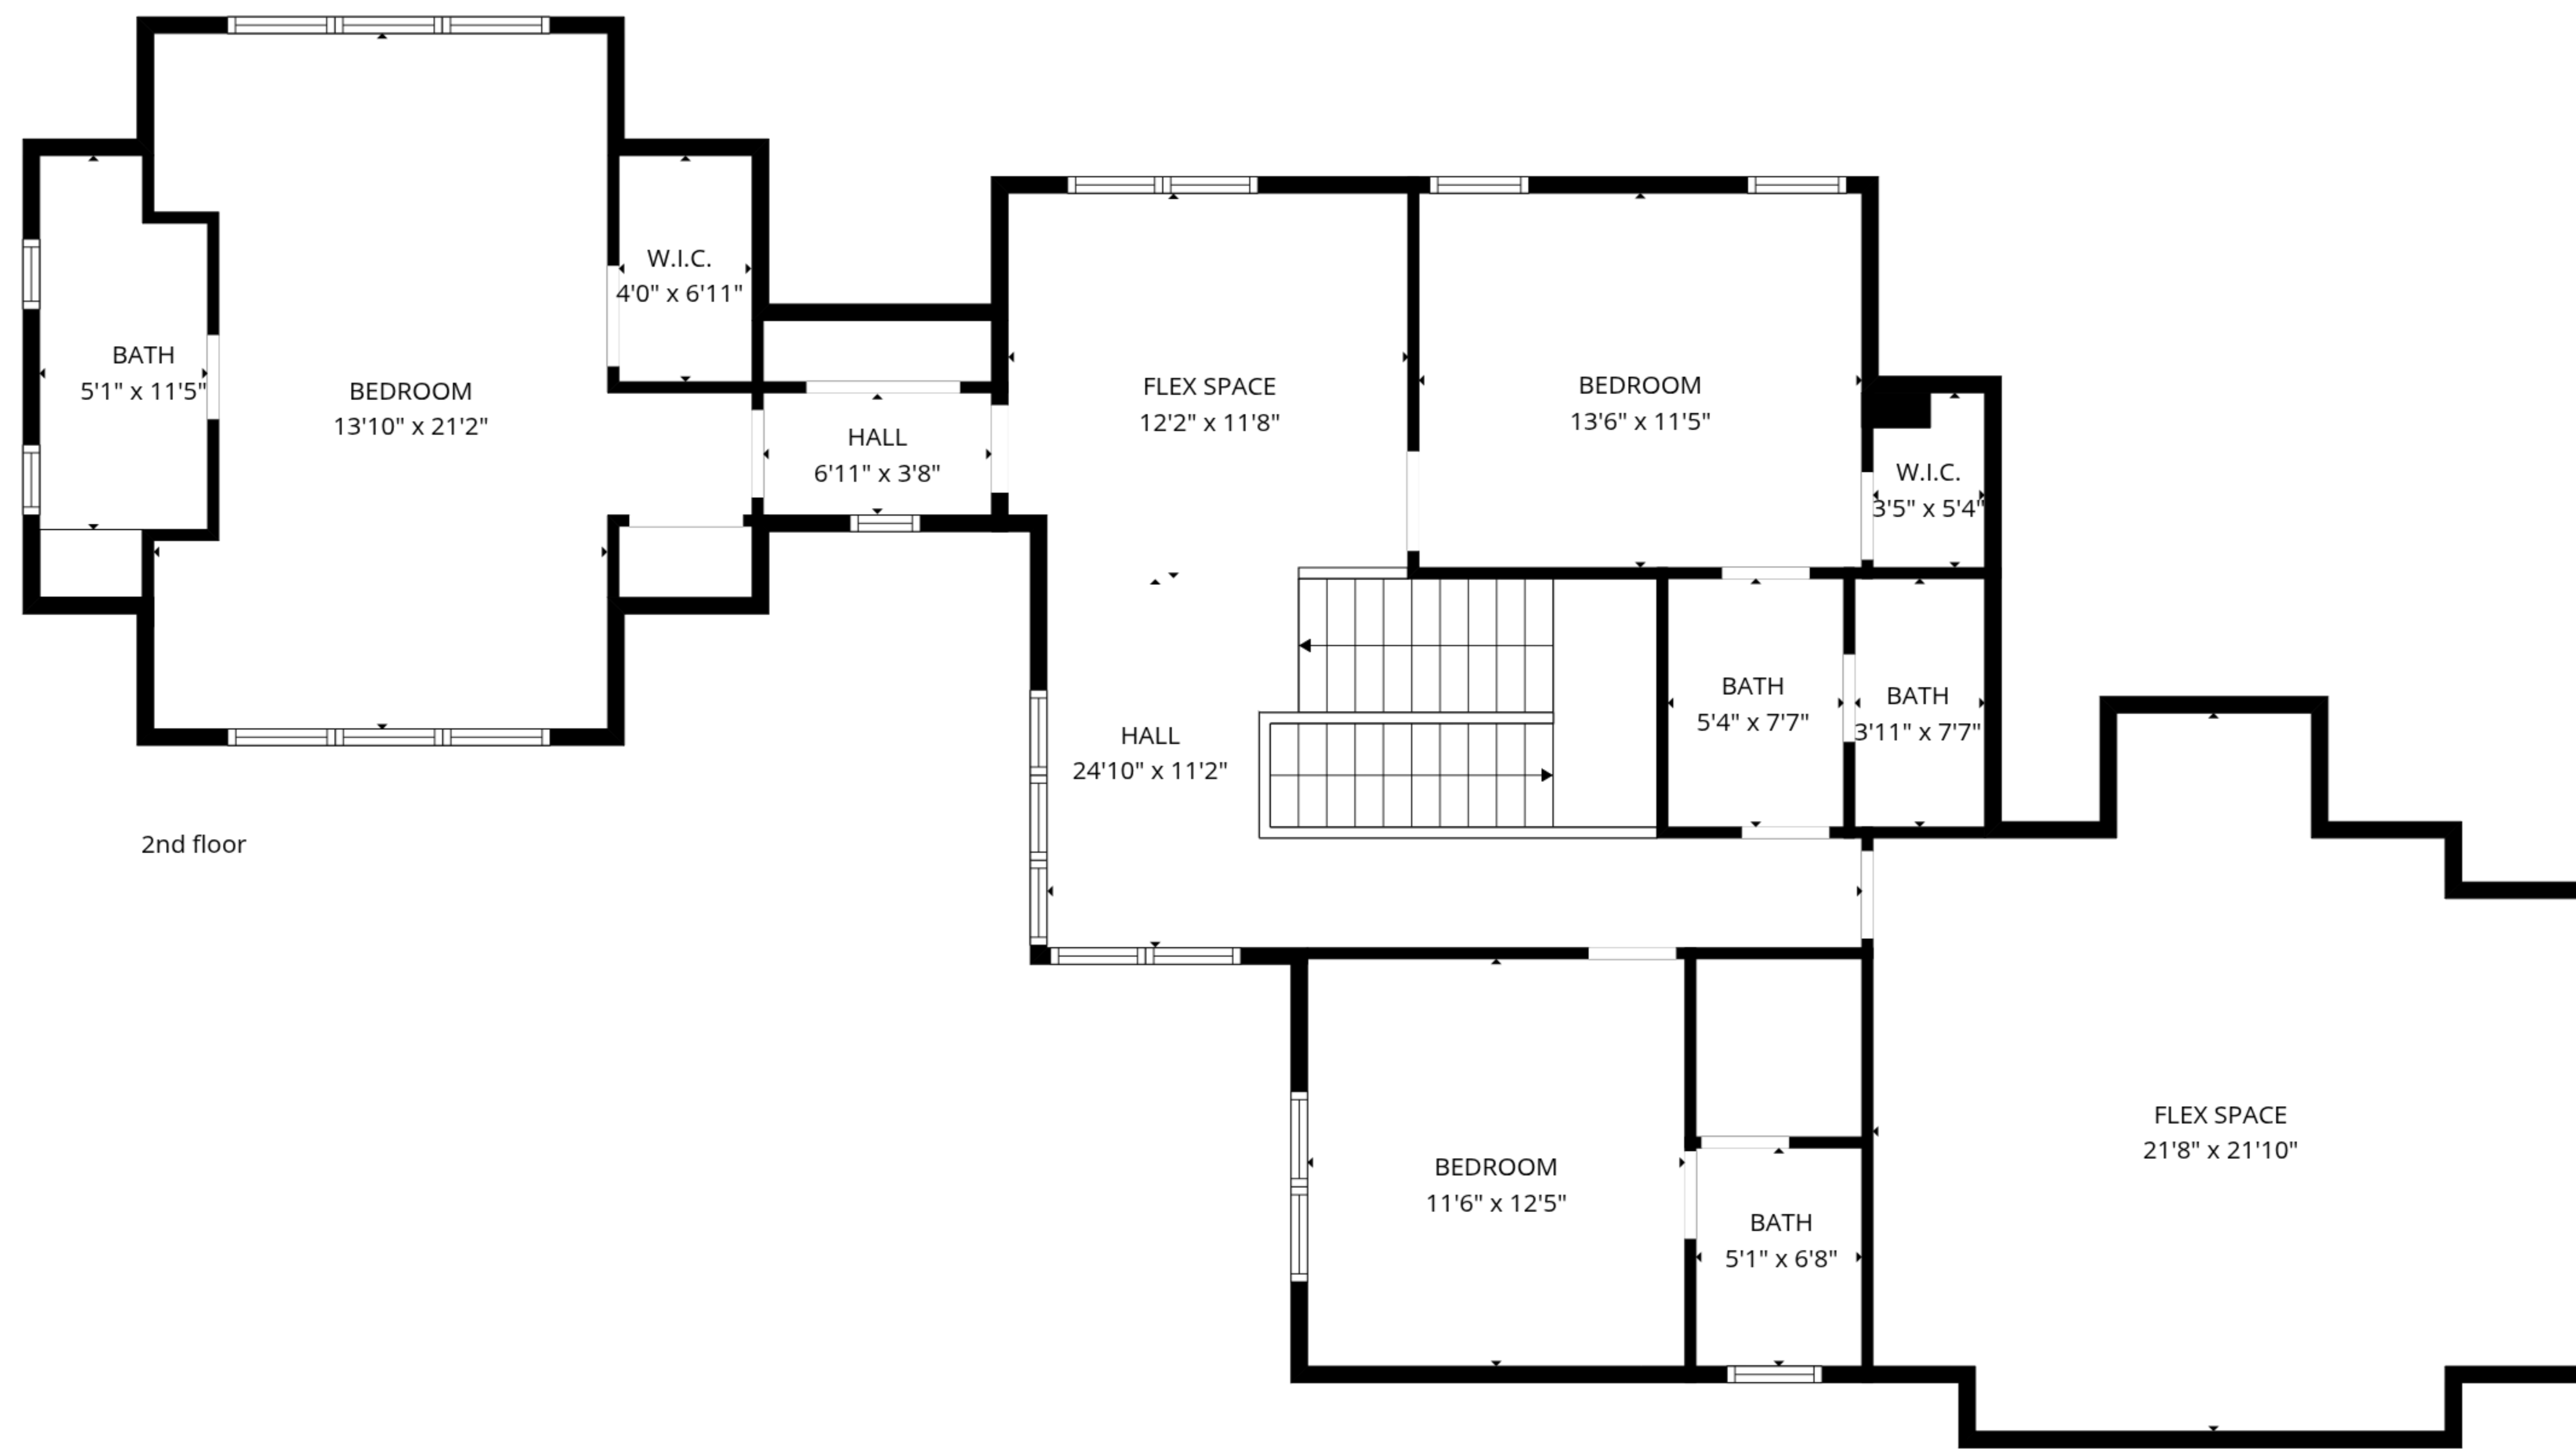 W.I.C.
4'0" x 6'11"
BATH
5'1" x 11'5"
BEDROOM
13'10" x 21'2"
HALL
6'11" x 3'8"
FLEX SPACE
12'2" x 11'8"
BEDROOM
13'6" x 11'5"
W.I.C.
3'5" x 5'4"
HALL
24'10" x 11'2"
BATH
5'4" x 7'7"
BATH
3'11" x 7'7"
2nd floor
FLEX SPACE
21'8" x 21'10"
BEDROOM
11'6" x 12'5"
BATH
5'1" x 6'8"